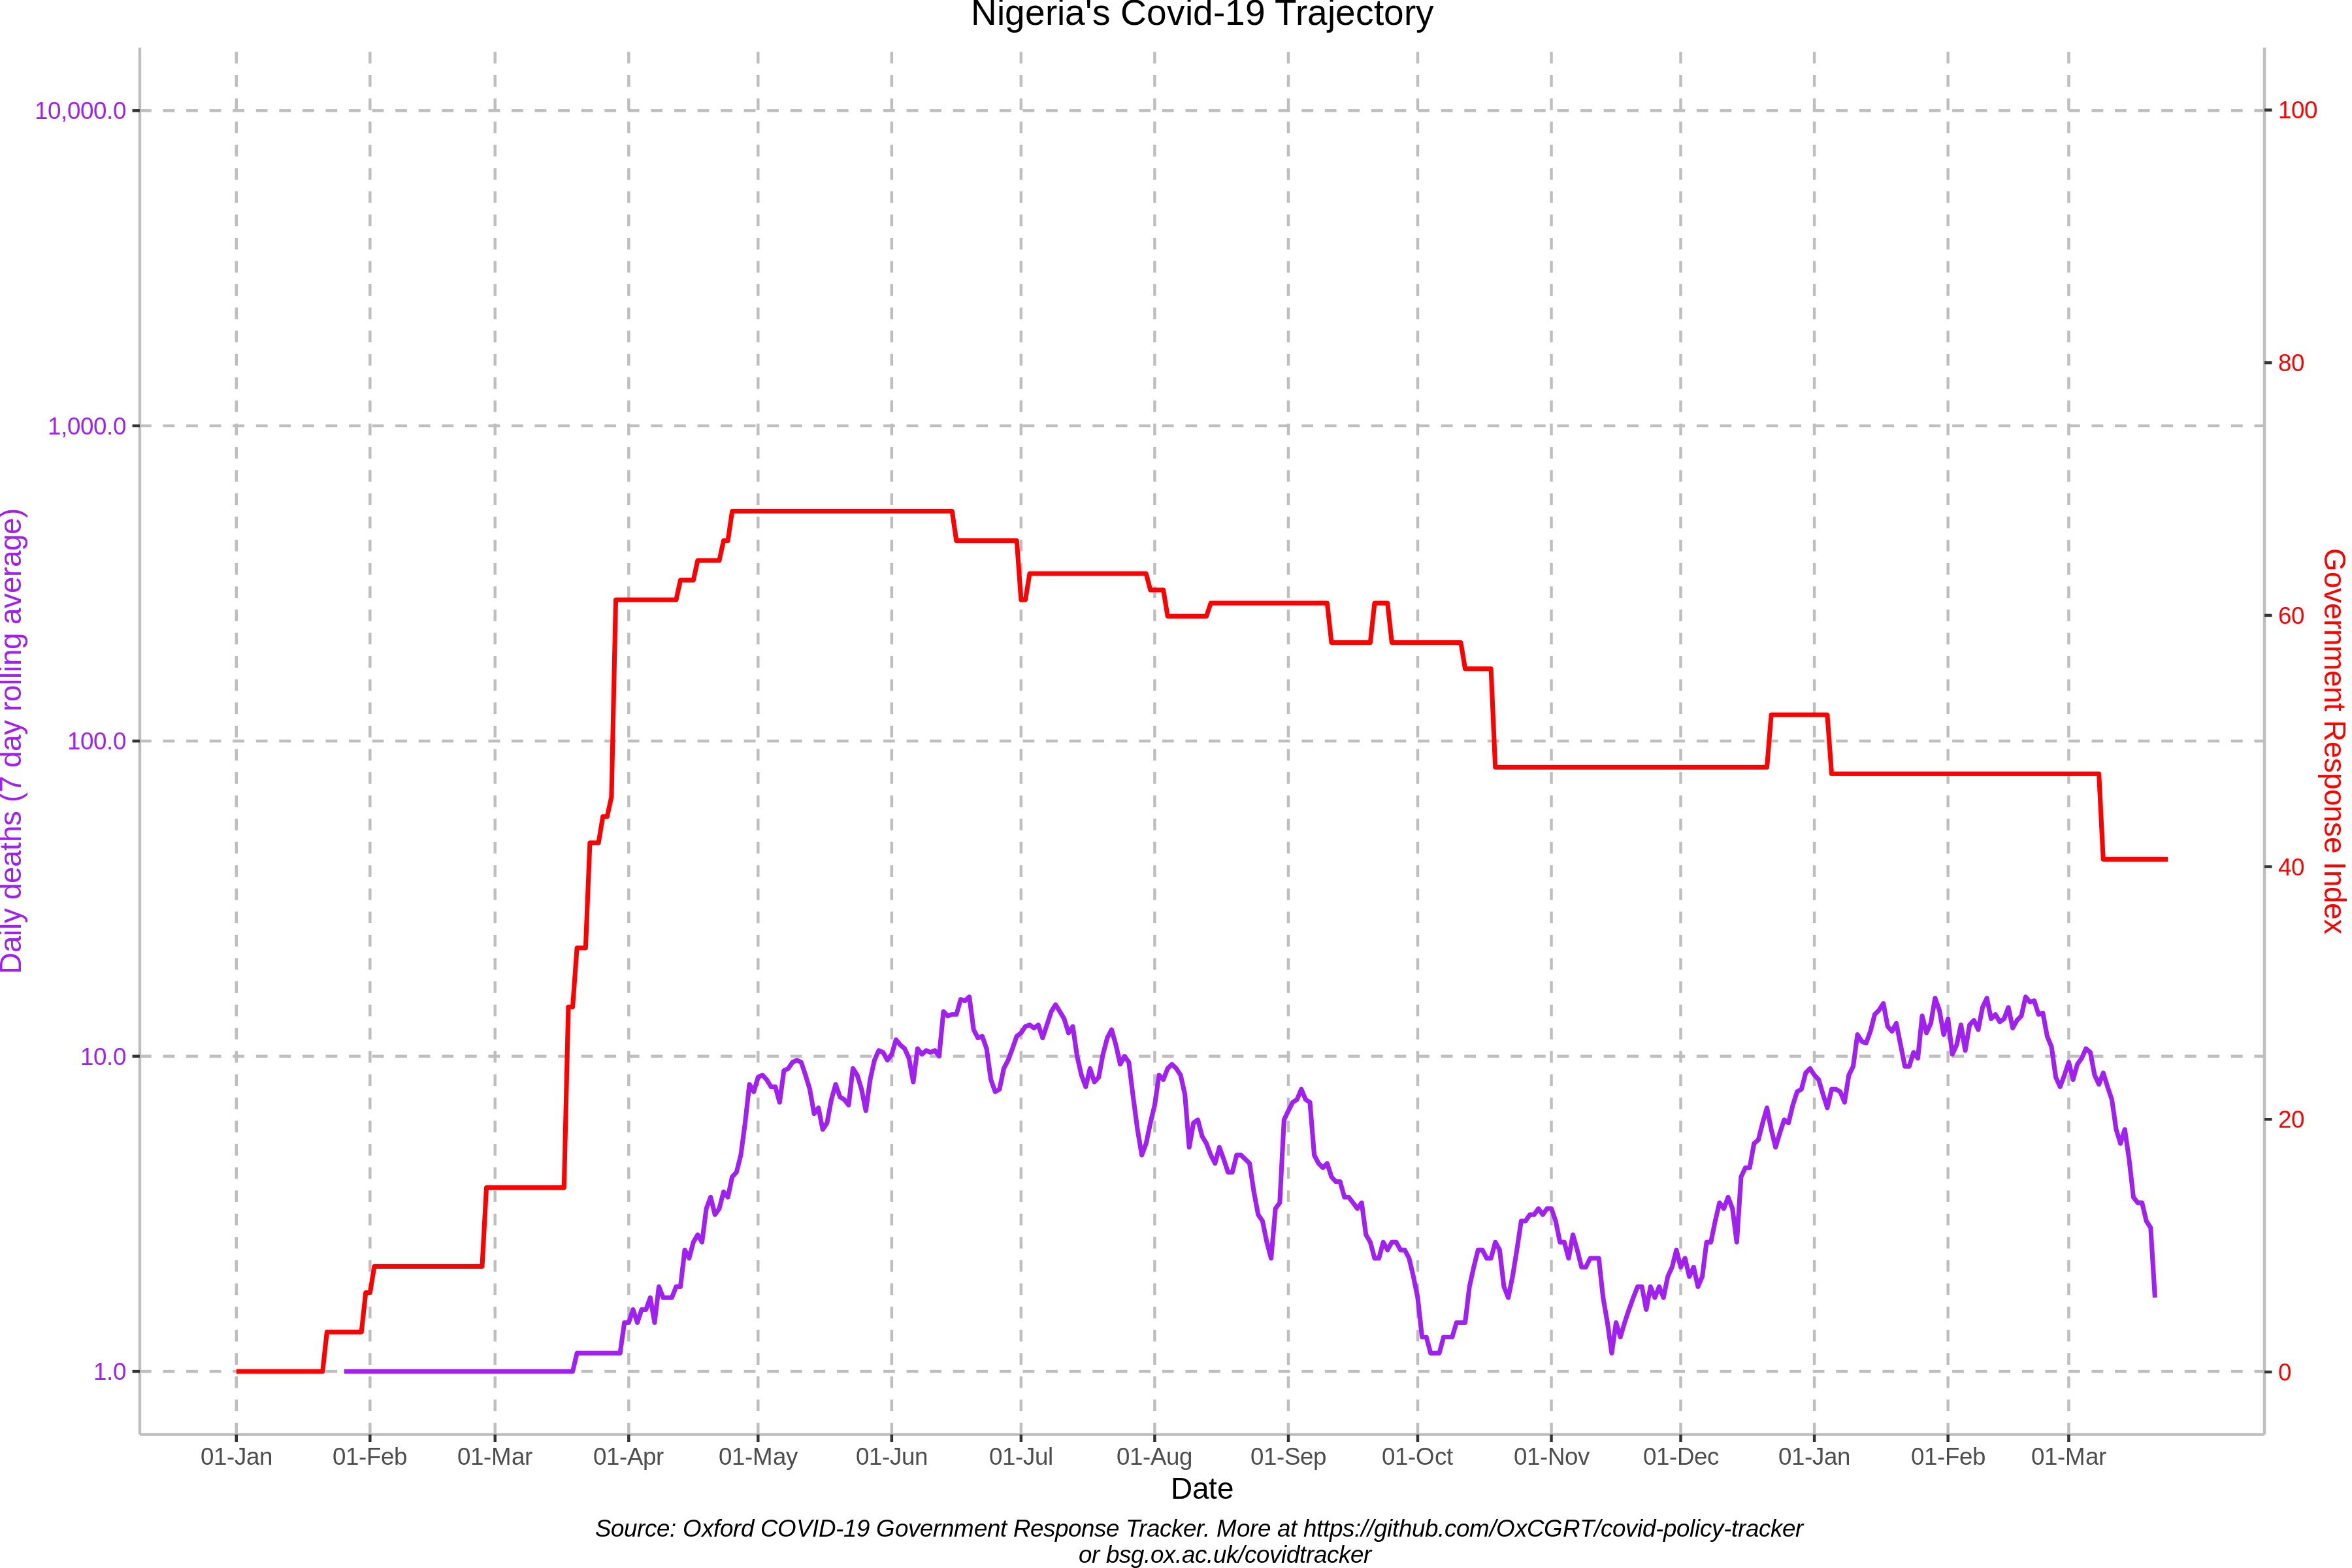 Nigeria's Covid-19 Trajectory
10,000.0
1,000.0
100.0
10.0
1.0
Daily deaths (7 day rolling average)
100
80
60
40
20
0
Government Response Index
01-Jan 01-Feb 01-Mar 01-Apr 01-May 01-Jun 01-Jul 01-Aug 01-Sep 01-Oct 01-Nov 01-Dec 01-Jan 01-Feb 01-Mar
Date
Source: Oxford COVID-19 Government Response Tracker. More at https://github.com/OxCGRT/covid-policy-tracker
or bsg.ox.ac.uk/covidtracker